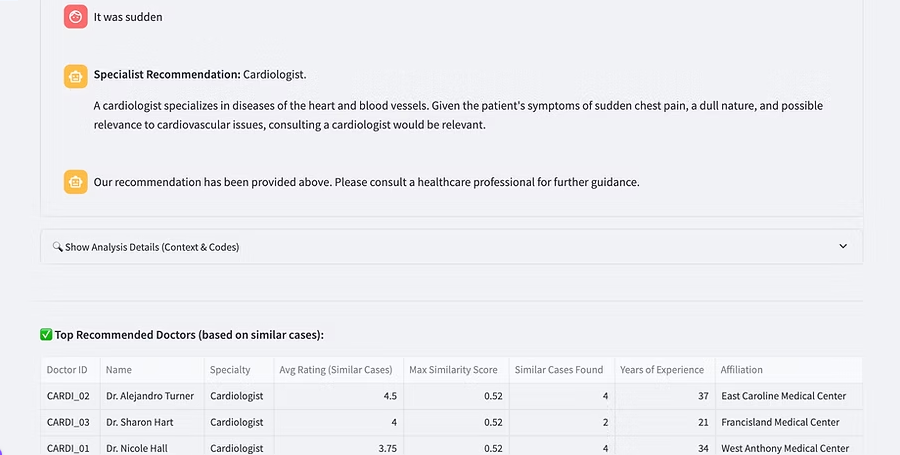 It was sudden
Specialist Recommendation: Cardiologist.
A cardiologist specializes in diseases of the heart and blood vessels. Given the patient's symptoms of sudden chest pain, a dull nature, and possible
relevance to cardiovascular issues, consulting a cardiologist would be relevant.
Our recommendation has been provided above. Please consult a healthcare professional for further guidance.
Show Analysis Details (Context & Codes)
Top Recommended Doctors (based on similar cases):
Doctor ID Name Specialty Avg Rating (Similar Cases) Max Similarity Score Similar Cases Found Years of Experience Affiliation
CARDI_02 Dr. Alejandro Turner Cardiologist 4.5 0.52 4 37 East Caroline Medical Center
CARDI_03 Dr. Sharon Hart Cardiologist 4 0.52 2 21 Francisland Medical Center
CARDI_01 Dr. Nicole Hall Cardiologist 3.75 0.52 4 34 West Anthony Medical Center